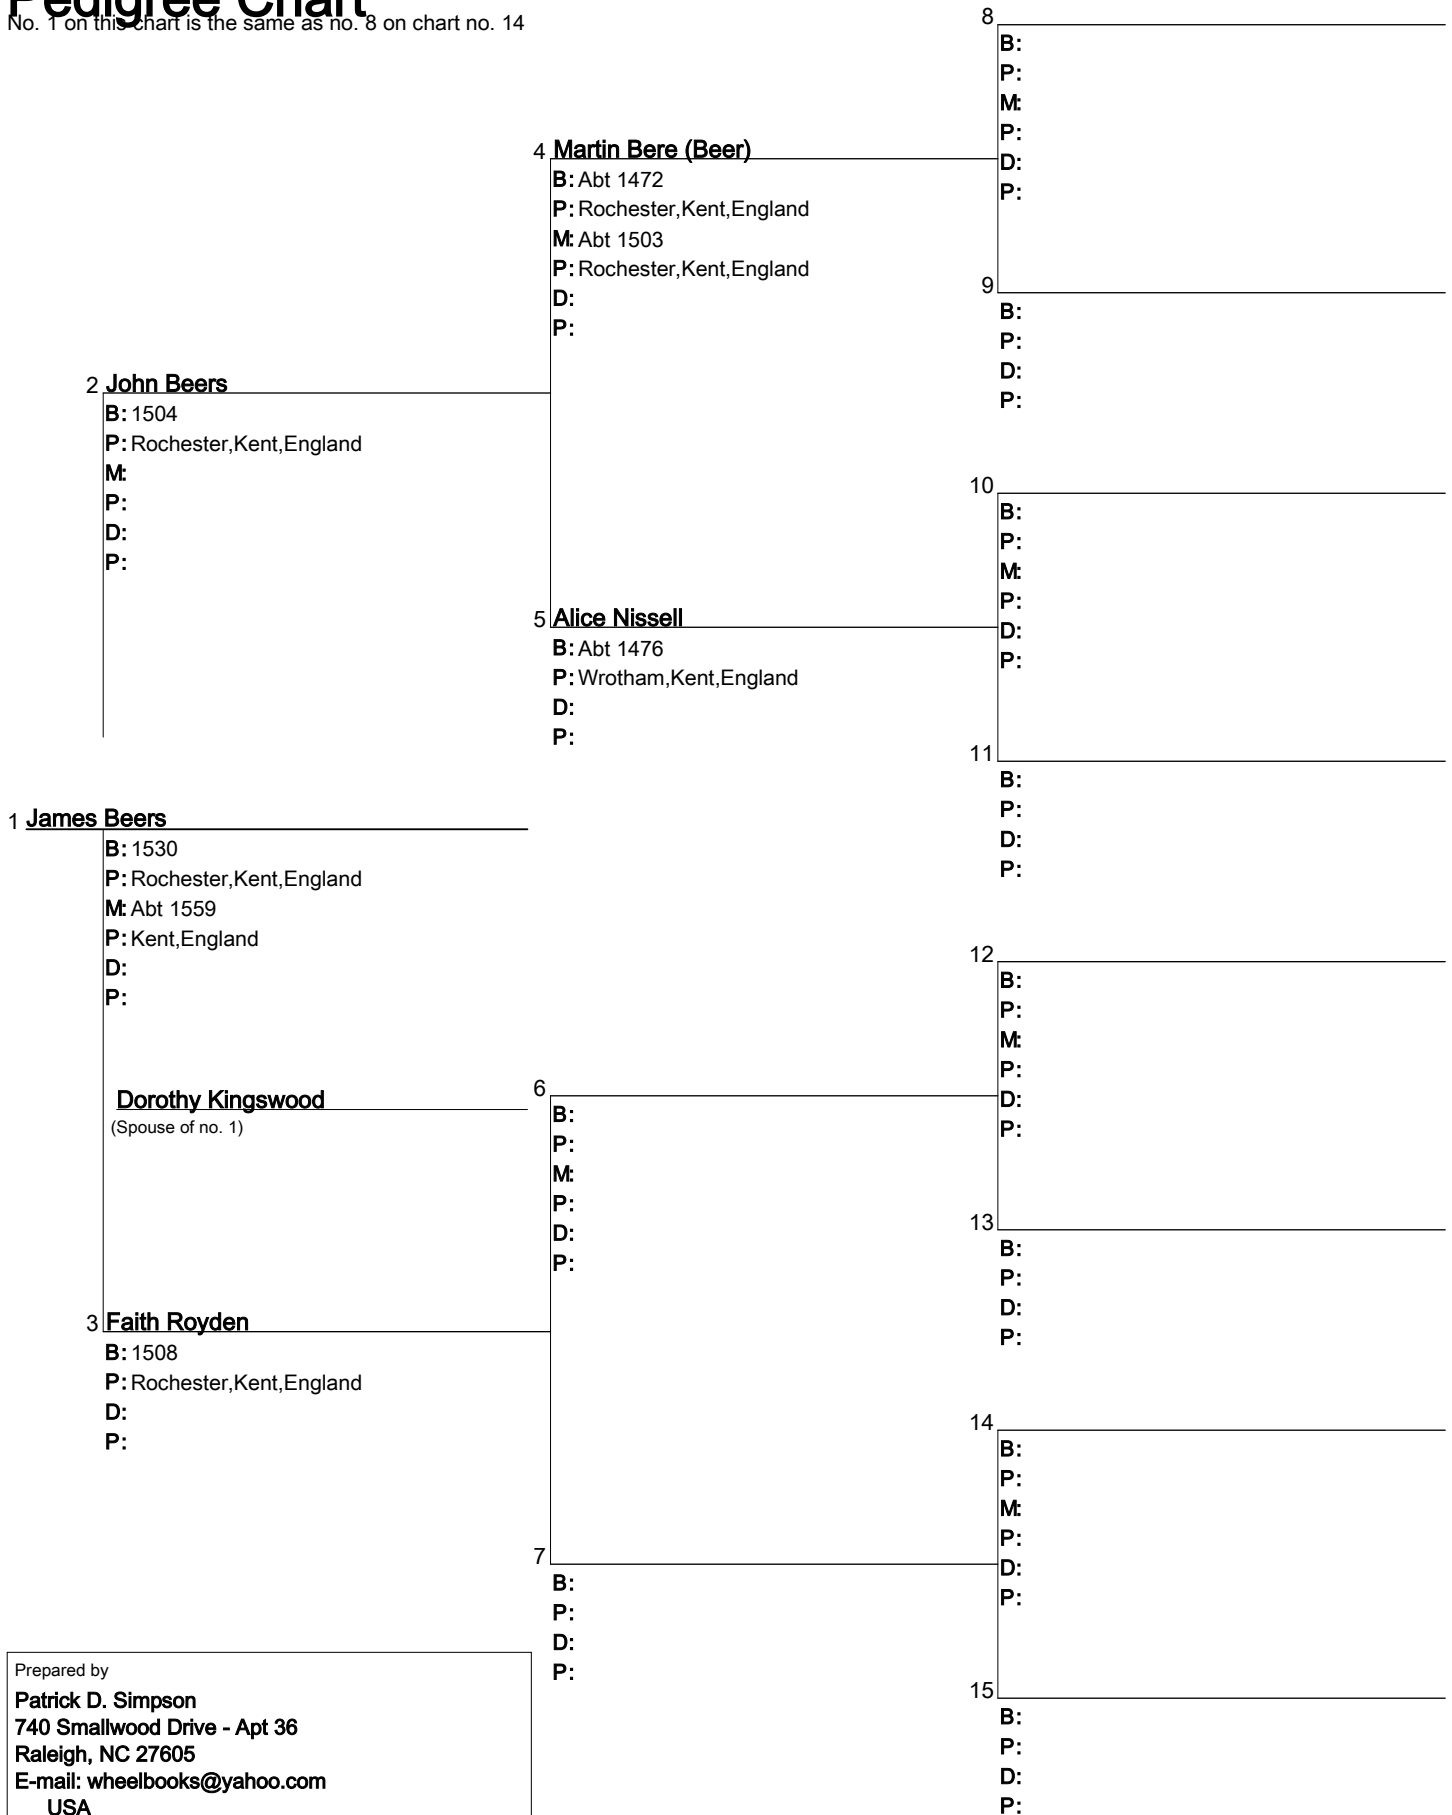 Pedigree Chart
No. 1 on this chart is the same as no. 8 on chart no. 14
8
B:
P:
M:
P:
D:
P:
4 Martin Bere (Beer)
B: Abt 1472
P: Rochester,Kent,England
M: Abt 1503
P: Rochester,Kent,England
D:
P:
9
B:
P:
D:
P:
2 John Beers
B: 1504
P: Rochester,Kent,England
M:
P:
D:
P:
10
B:
P:
M:
P:
D:
P:
5 Alice Nissell
B: Abt 1476
P: Wrotham,Kent,England
D:
P:
11
B:
P:
D:
P:
1 James Beers
B: 1530
P: Rochester,Kent,England
M: Abt 1559
P: Kent,England
D:
P:
12
B:
P:
M:
P:
D:
P:
Dorothy Kingswood
(Spouse of no. 1)
6
B:
P:
M:
P:
D:
P:
13
B:
P:
D:
P:
3 Faith Royden
B: 1508
P: Rochester,Kent,England
D:
P:
14
B:
P:
M:
P:
D:
P:
7
B:
P:
D:
P:
15
B:
P:
D:
P:
Prepared by
Patrick D. Simpson
740 Smallwood Drive - Apt 36
Raleigh, NC 27605
E-mail: wheelbooks@yahoo.com
USA